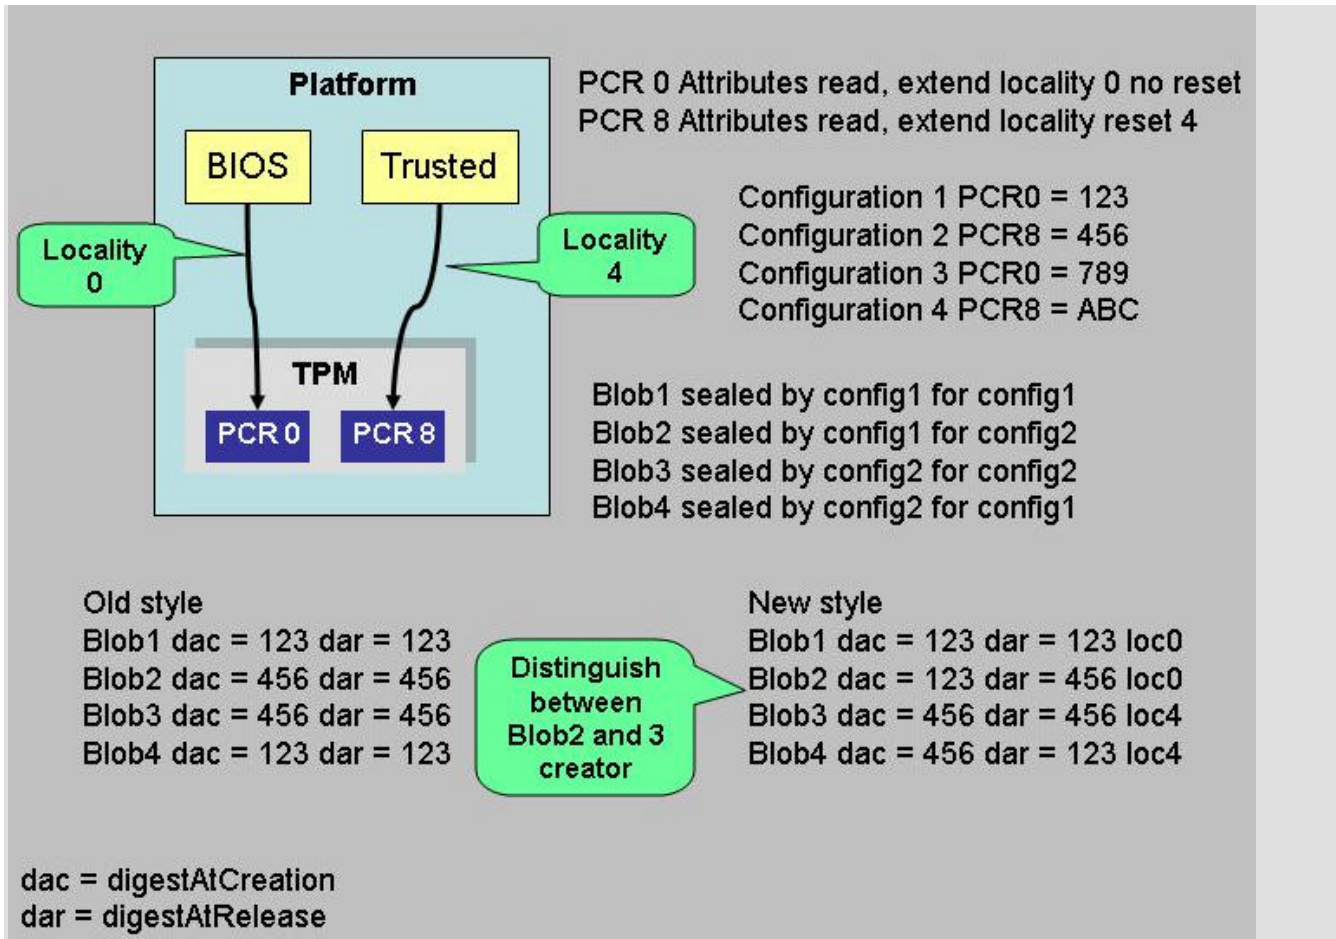 Platform
PCR 0 Attributes read, extend locality 0 no reset
PCR 8 Attributes read, extend locality reset 4
BIOS
Trusted
Locality
0
Locality
4
Configuration 1 PCR0 = 123
Configuration 2 PCR8 = 456
Configuration 3 PCR0 = 789
Configuration 4 PCR8 = ABC
TPM
PCR 0
PCR 8
Blob1 sealed by config1 for config1
Blob2 sealed by config1 for config2
Blob3 sealed by config2 for config2
Blob4 sealed by config2 for config1
Old style
Blob1 dac = 123 dar = 123
Blob2 dac = 456 dar = 456
Blob3 dac = 456 dar = 456
Blob4 dac = 123 dar = 123
Distinguish
between
Blob2 and 3
creator
New style
Blob1 dac = 123 dar = 123 loc0
Blob2 dac = 123 dar = 456 loc0
Blob3 dac = 456 dar = 456 loc4
Blob4 dac = 456 dar = 123 loc4
dac = digestAtCreation
dar = digestAtRelease